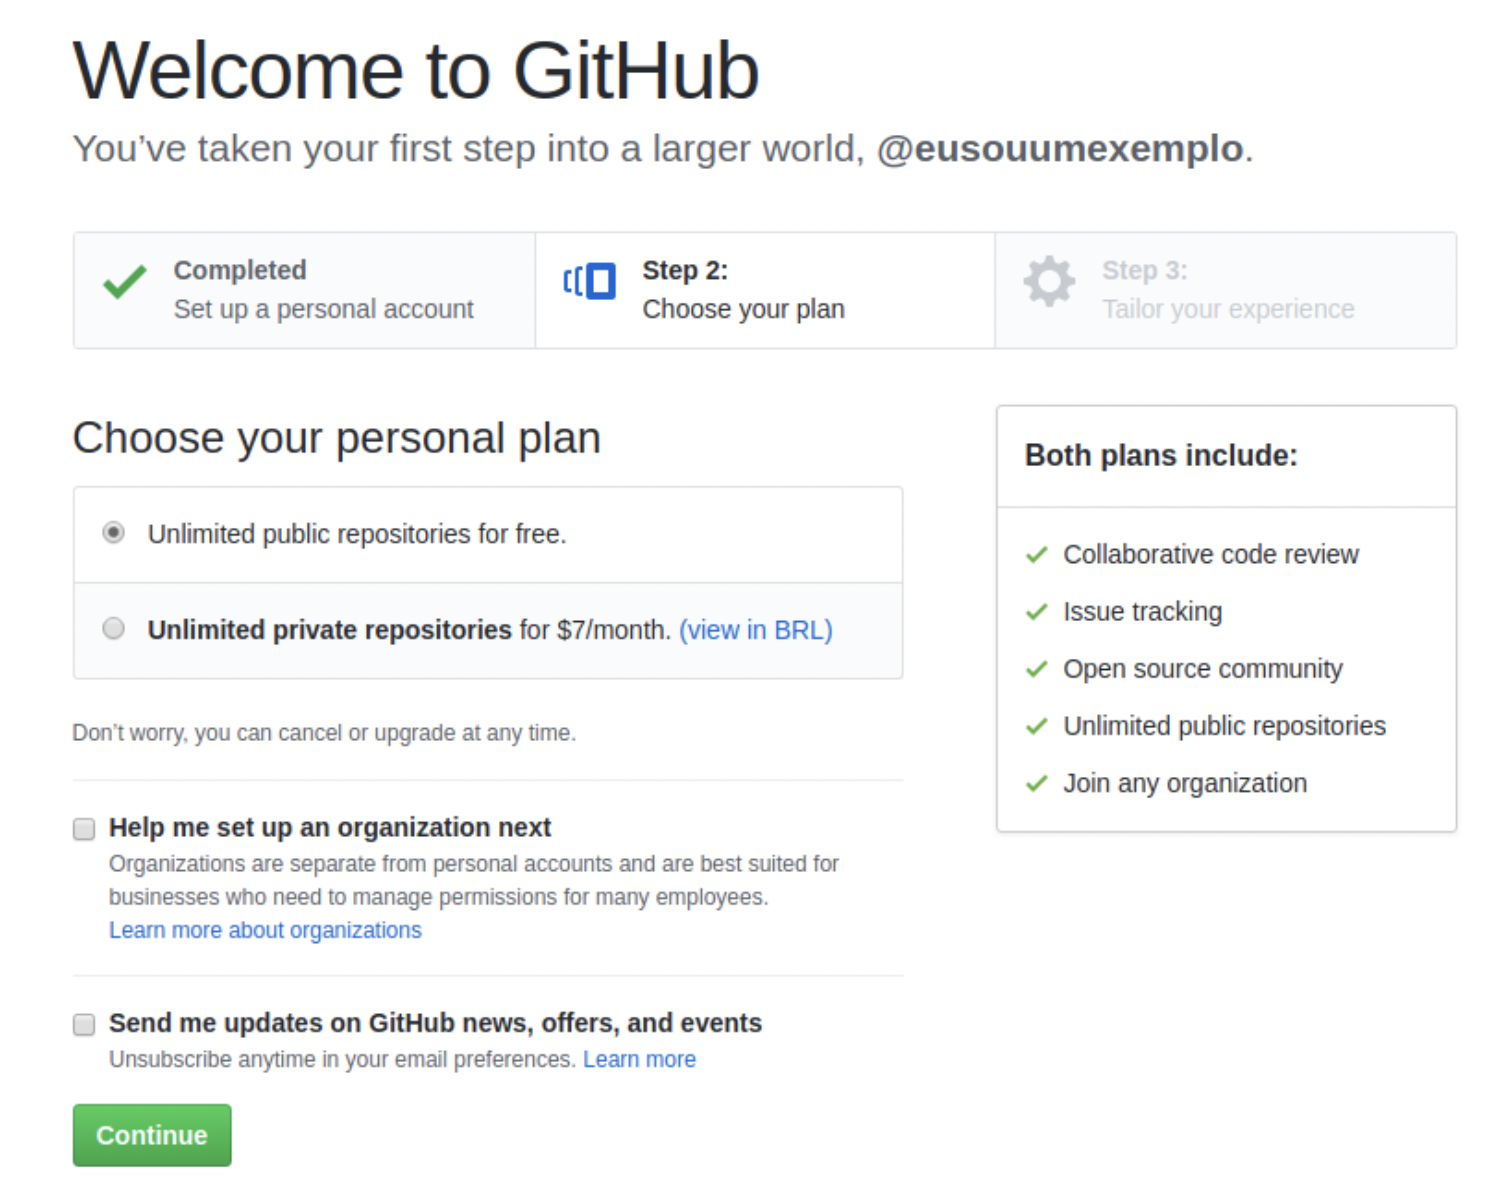 Welcome to GitHub
You’ve taken your first step into a larger world, @eusouumexemplo.
Completed
Set up a personal account
Step 2:
Choose your plan
Step 3:
Tailor your experience
Choose your personal plan
Unlimited public repositories for free.
Unlimited private repositories for $7/month. (view in BRL)
Don’t worry, you can cancel or upgrade at any time.
Help me set up an organization next
Organizations are separate from personal accounts and are best suited for
businesses who need to manage permissions for many employees.
Learn more about organizations
Send me updates on GitHub news, offers, and events
Unsubscribe anytime in your email preferences. Learn more
Continue
Both plans include:
Collaborative code review
Issue tracking
Open source community
Unlimited public repositories
Join any organization